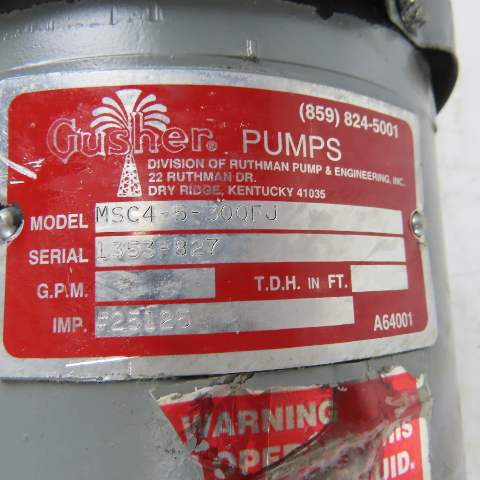 (859) 824-5001
Gusher® PUMPS
DIVISION OF RUTHMAN PUMP & ENGINEERING, INC.
22 RUTHMAN DR.
DRY RIDGE, KENTUCKY 41035
MODEL MSC4-5-300FJ
SERIAL 1353-827
G.P.M. T.D.H. IN FT.
IMP. #25125 A64001
WARNING